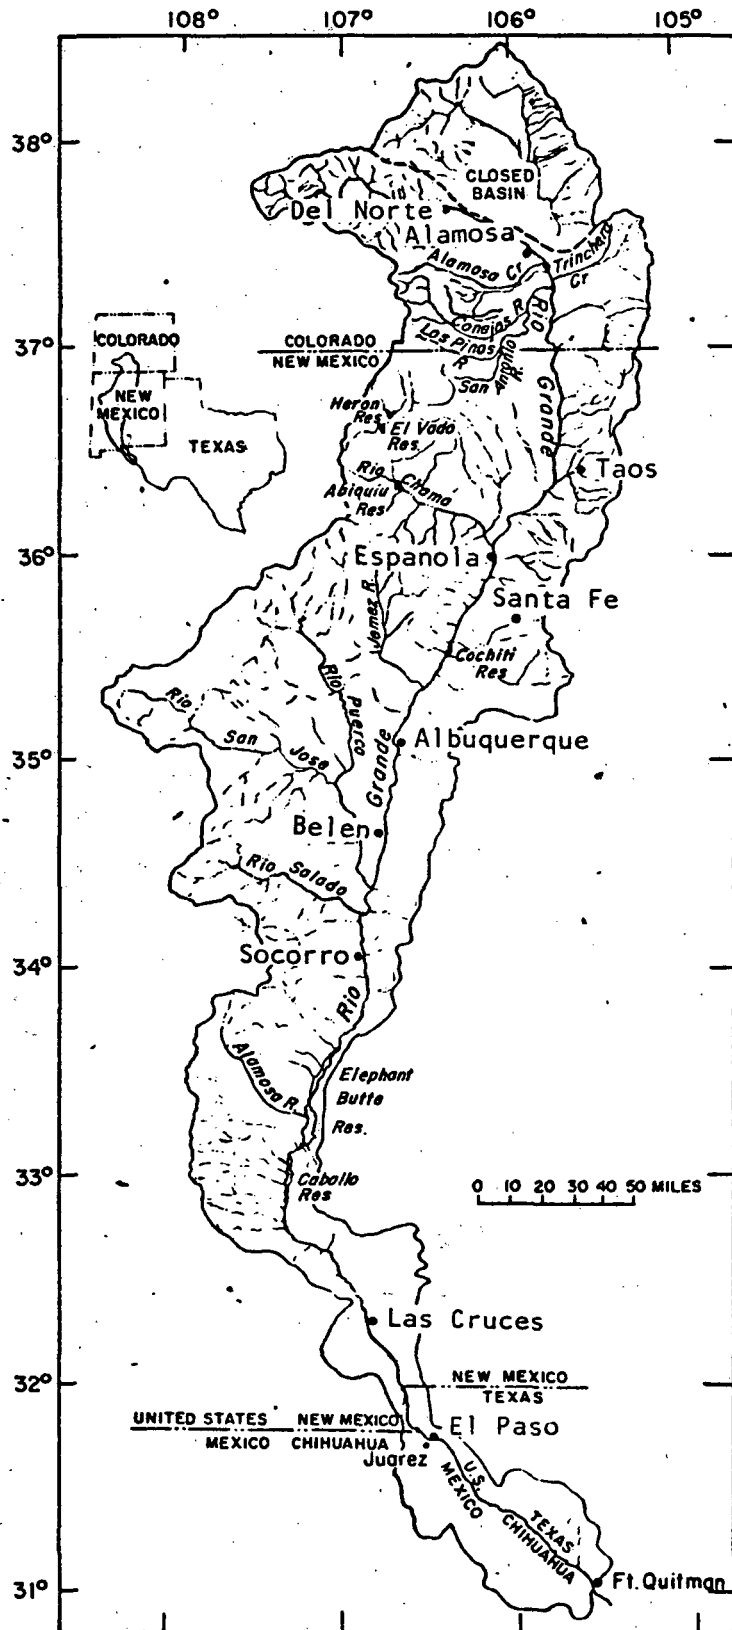 108° 107° 106° 105°
38°
CLOSED
BASIN
Del Norte
Alamosa
Alamosa Cr
Trinchera
Cr
Conejos R
Rio
Los Pinos
R
San
Antonio
R.
COLORADO
NEW MEXICO
37°
COLORADO
NEW
MEXICO
TEXAS
Grande
Heron
Res
El Vado
Res
Taos
Rio Chama
Abiquiu
Res
36°
Espanola
Santa Fe
Jemez R
Cochiti
Res
Rio
Puerco
Rio
San
Jose
Grande
Albuquerque
35°
Belen
Rio Salado
Socorro
34°
Rio
Alamosa R.
Elephant
Butte
Res.
33°
Caballo
Res
0 10 20 30 40 50 MILES
Las Cruces
32°
NEW MEXICO
TEXAS
UNITED STATES NEW MEXICO
MEXICO CHIHUAHUA
El Paso
Juarez
U.S.
MEXICO
TEXAS
CHIHUAHUA
31°
Ft. Quitman